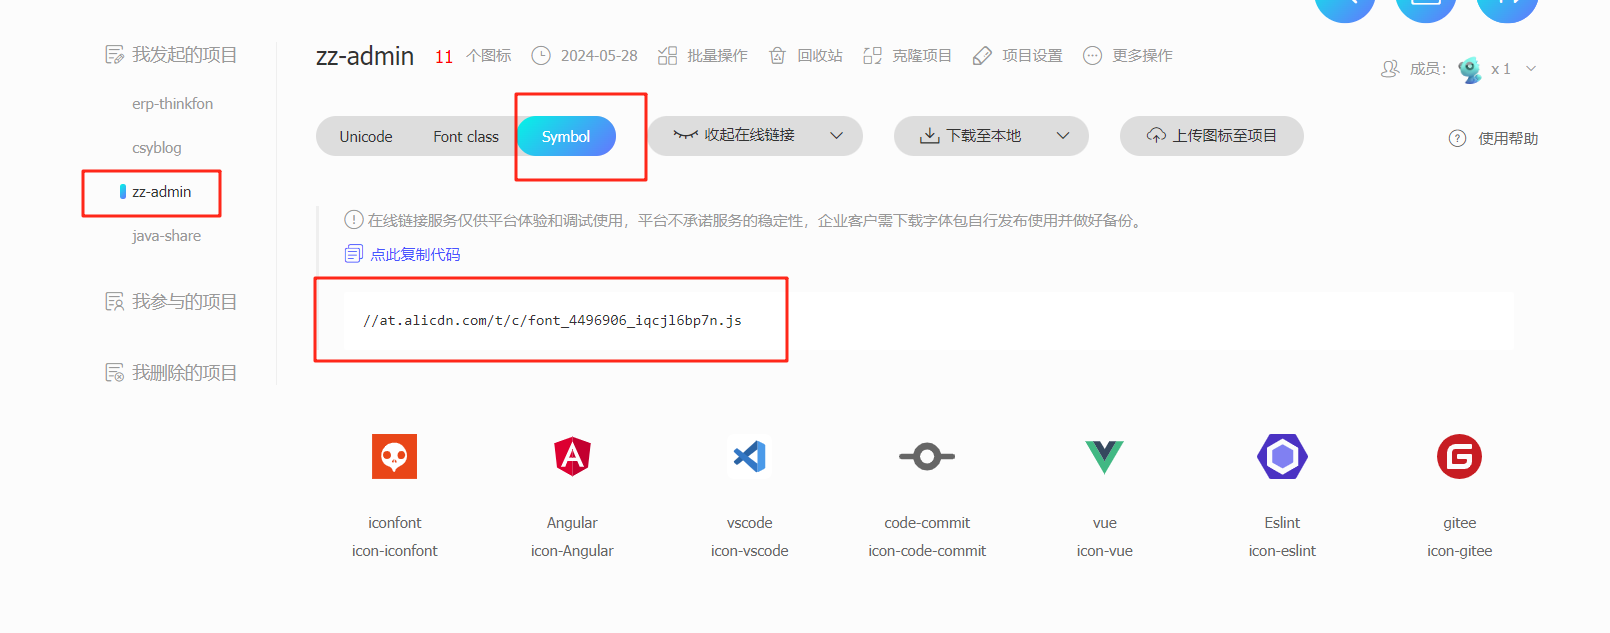 我发起的项目
erp-thinkfon
csyblog
zz-admin
java-share
我参与的项目
我删除的项目
zz-admin 11 个图标 2024-05-28 批量操作 回收站 克隆项目 项目设置 更多操作
成员： x 1
Unicode Font class Symbol 收起在线链接 下载至本地 上传图标至项目 使用帮助
在线链接服务仅供平台体验和调试使用，平台不承诺服务的稳定性，企业客户需下载字体包自行发布使用并做好备份。
点此复制代码
//at.alicdn.com/t/c/font_4496906_iqcjl6bp7n.js
iconfont Angular vscode code-commit vue Eslint gitee
icon-iconfont icon-Angular icon-vscode icon-code-commit icon-vue icon-eslint icon-gitee